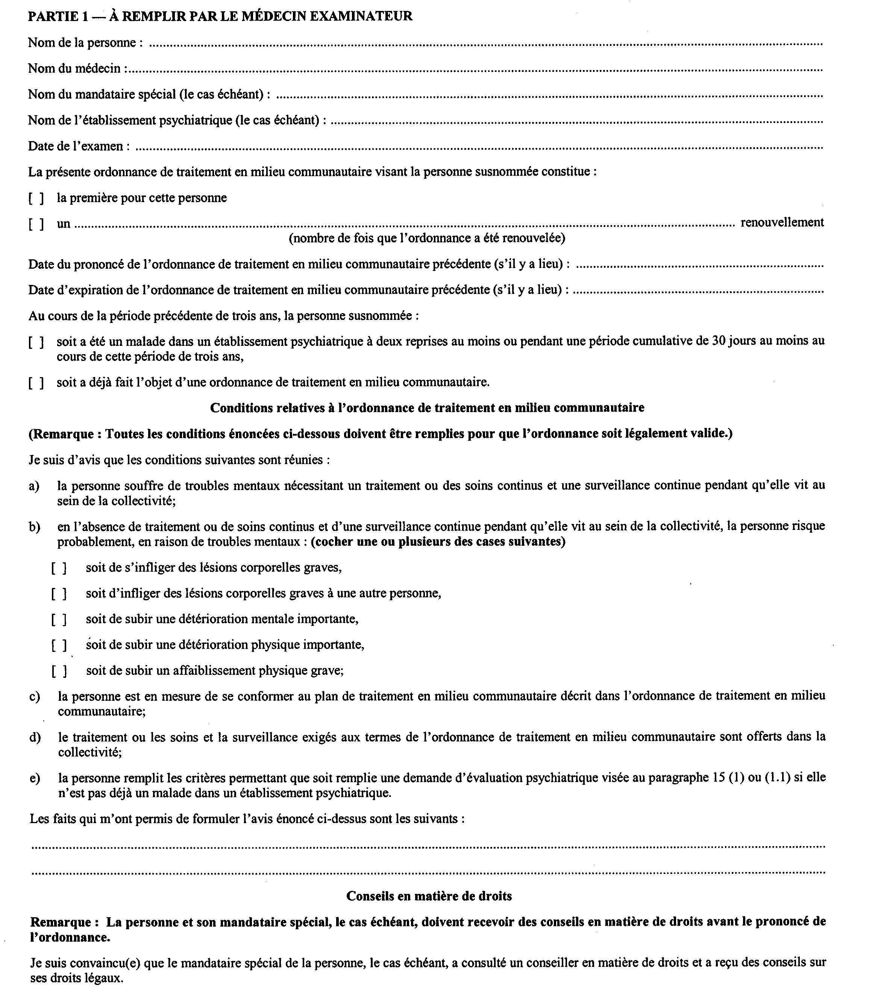 PARTIE 1 — À REMPLIR PAR LE MÉDECIN EXAMINATEUR
Nom de la personne : ..........
Nom du médecin :..........
Nom du mandataire spécial (le cas échéant) : ..........
Nom de l'établissement psychiatrique (le cas échéant) : ..........
Date de l'examen : ..........
La présente ordonnance de traitement en milieu communautaire visant la personne susnommée constitue :
[ ] la première pour cette personne
[ ] un .......... renouvellement
(nombre de fois que l'ordonnance a été renouvelée)
Date du prononcé de l'ordonnance de traitement en milieu communautaire précédente (s'il y a lieu) : ..........
Date d'expiration de l'ordonnance de traitement en milieu communautaire précédente (s'il y a lieu) : ..........
Au cours de la période précédente de trois ans, la personne susnommée :
[ ] soit a été un malade dans un établissement psychiatrique à deux reprises au moins ou pendant une période cumulative de 30 jours au moins au
cours de cette période de trois ans,
[ ] soit a déjà fait l'objet d'une ordonnance de traitement en milieu communautaire.
Conditions relatives à l'ordonnance de traitement en milieu communautaire
(Remarque : Toutes les conditions énoncées ci-dessous doivent être remplies pour que l'ordonnance soit légalement valide.)
Je suis d'avis que les conditions suivantes sont réunies :
a) la personne souffre de troubles mentaux nécessitant un traitement ou des soins continus et une surveillance continue pendant qu'elle vit au
sein de la collectivité;
b) en l'absence de traitement ou de soins continus et d'une surveillance continue pendant qu'elle vit au sein de la collectivité, la personne risque
probablement, en raison de troubles mentaux : (cocher une ou plusieurs des cases suivantes)
[ ] soit de s'infliger des lésions corporelles graves,
[ ] soit d'infliger des lésions corporelles graves à une autre personne,
[ ] soit de subir une détérioration mentale importante,
[ ] soit de subir une détérioration physique importante,
[ ] soit de subir un affaiblissement physique grave;
c) la personne est en mesure de se conformer au plan de traitement en milieu communautaire décrit dans l'ordonnance de traitement en milieu
communautaire;
d) le traitement ou les soins et la surveillance exigés aux termes de l'ordonnance de traitement en milieu communautaire sont offerts dans la
collectivité;
e) la personne remplit les critères permettant que soit remplie une demande d'évaluation psychiatrique visée au paragraphe 15 (1) ou (1.1) si elle
n'est pas déjà un malade dans un établissement psychiatrique.
Les faits qui m'ont permis de formuler l'avis énoncé ci-dessus sont les suivants :
..........
..........
Conseils en matière de droits
Remarque : La personne et son mandataire spécial, le cas échéant, doivent recevoir des conseils en matière de droits avant le prononcé de
l'ordonnance.
Je suis convaincu(e) que le mandataire spécial de la personne, le cas échéant, a consulté un conseiller en matière de droits et a reçu des conseils sur
ses droits légaux.